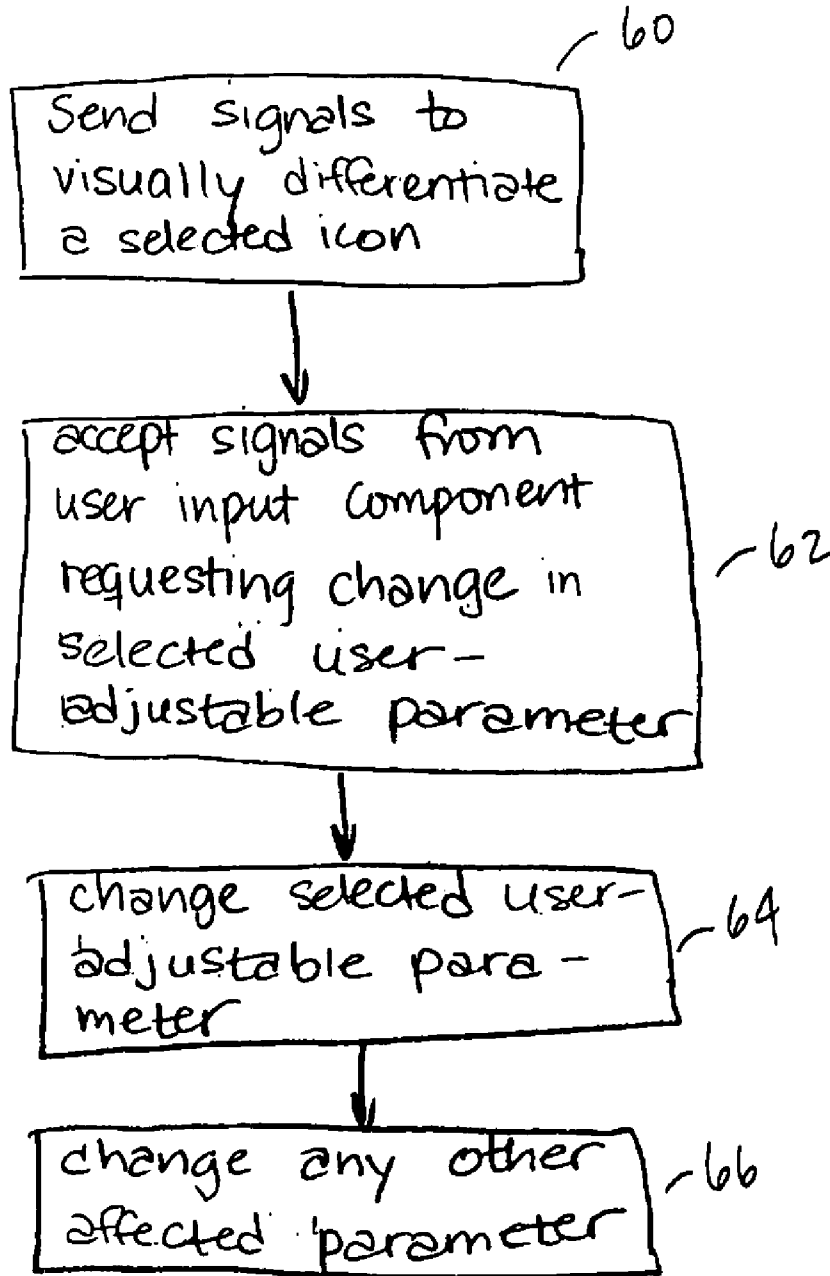 60
Send signals to
visually differentiate
a selected icon
accept signals from
user input component
requesting change in
selected user-
adjustable parameter
62
change selected user-
adjustable para-
meter
64
change any other
affected parameter
66